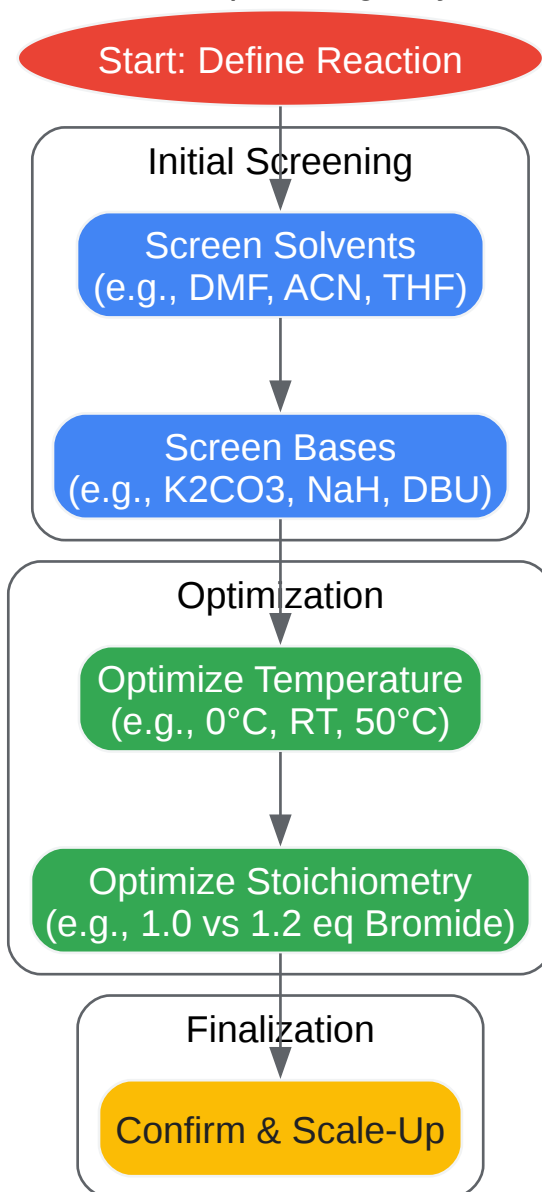 Start: Define Reaction
Initial Screening
Screen Solvents
(e.g., DMF, ACN, THF)
Screen Bases
(e.g., K2CO3, NaH, DBU)
Optimization
Optimize Temperature
(e.g., 0°C, RT, 50°C)
Optimize Stoichiometry
(e.g., 1.0 vs 1.2 eq Bromide)
Finalization
Confirm & Scale-Up